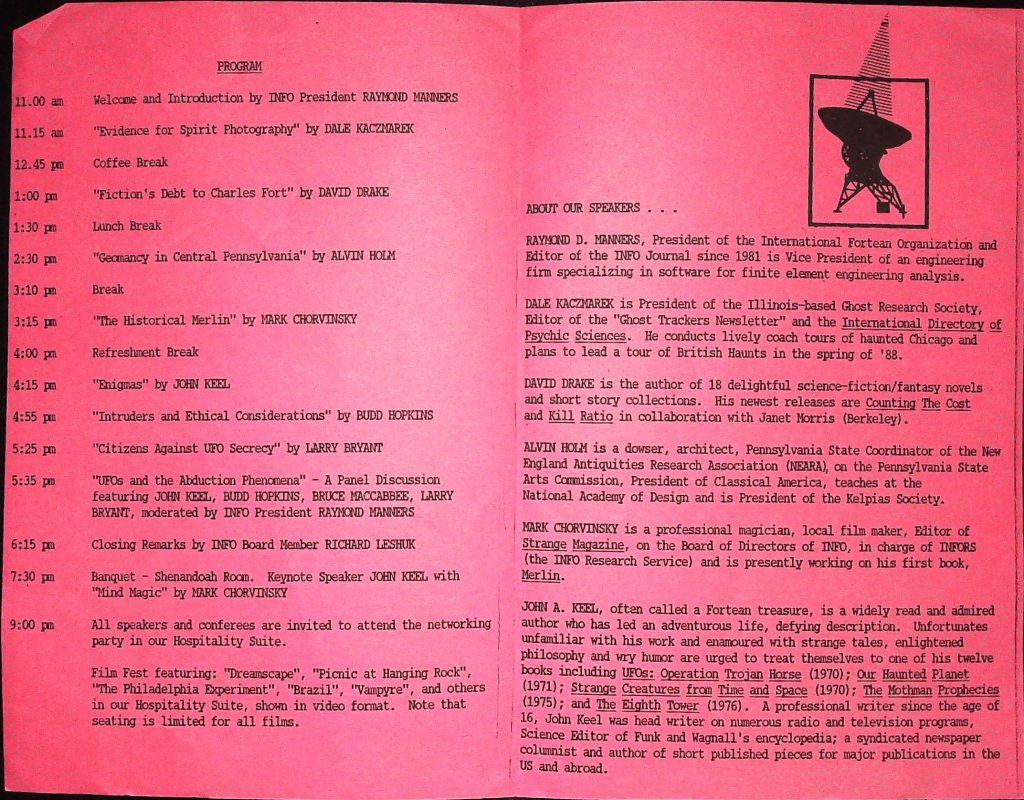 PROGRAM
11.00 am Welcome and Introduction by INFO President RAYMOND MANNERS
11.15 am "Evidence for Spirit Photography" by DALE KACZMAREK
12.45 pm Coffee Break
1:00 pm "Fiction's Debt to Charles Fort" by DAVID DRAKE
1:30 pm Lunch Break
2:30 pm "Geomancy in Central Pennsylvania" by ALVIN HOLM
3:10 pm Break
3:15 pm "The Historical Merlin" by MARK CHORVINSKY
4:00 pm Refreshment Break
4:15 pm "Enigmas" by JOHN KEEL
4:55 pm "Intruders and Ethical Considerations" by BUDD HOPKINS
5:25 pm "Citizens Against UFO Secrecy" by LARRY BRYANT
5:35 pm "UFOs and the Abduction Phenomena" - A Panel Discussion
featuring JOHN KEEL, BUDD HOPKINS, BRUCE MACCABBEE, LARRY
BRYANT, moderated by INFO President RAYMOND MANNERS
6:15 pm Closing Remarks by INFO Board Member RICHARD LESHUK
7:30 pm Banquet - Shenandoah Room. Keynote Speaker JOHN KEEL with
"Mind Magic" by MARK CHORVINSKY
9:00 pm All speakers and conferees are invited to attend the networking
party in our Hospitality Suite.
Film Fest featuring: "Dreamscape", "Picnic at Hanging Rock",
"The Philadelphia Experiment", "Brazil", "Vampyre", and others
in our Hospitality Suite, shown in video format. Note that
seating is limited for all films.
ABOUT OUR SPEAKERS . . .
RAYMOND D. MANNERS, President of the International Fortean Organization and
Editor of the INFO Journal since 1981 is Vice President of an engineering
firm specializing in software for finite element engineering analysis.
DALE KACZMAREK is President of the Illinois-based Ghost Research Society,
Editor of the "Ghost Trackers Newsletter" and the International Directory of
Psychic Sciences. He conducts lively coach tours of haunted Chicago and
plans to lead a tour of British Haunts in the spring of '88.
DAVID DRAKE is the author of 18 delightful science-fiction/fantasy novels
and short story collections. His newest releases are Counting The Cost
and Kill Ratio in collaboration with Janet Morris (Berkeley).
ALVIN HOLM is a dowser, architect, Pennsylvania State Coordinator of the New
England Antiquities Research Association (NEARA), on the Pennsylvania State
Arts Commission, President of Classical America, teaches at the
National Academy of Design and is President of the Kelpias Society.
MARK CHORVINSKY is a professional magician, local film maker, Editor of
Strange Magazine, on the Board of Directors of INFO, in charge of INFORS
(the INFO Research Service) and is presently working on his first book,
Merlin.
JOHN A. KEEL, often called a Fortean treasure, is a widely read and admired
author who has led an adventurous life, defying description. Unfortunates
unfamiliar with his work and enamoured with strange tales, enlightened
philosophy and wry humor are urged to treat themselves to one of his twelve
books including UFOs: Operation Trojan Horse (1970); Our Haunted Planet
(1971); Strange Creatures from Time and Space (1970); The Mothman Prophecies
(1975); and The Eighth Tower (1976). A professional writer since the age of
16, John Keel was head writer on numerous radio and television programs,
Science Editor of Funk and Wagnall's encyclopedia; a syndicated newspaper
columnist and author of short published pieces for major publications in the
US and abroad.